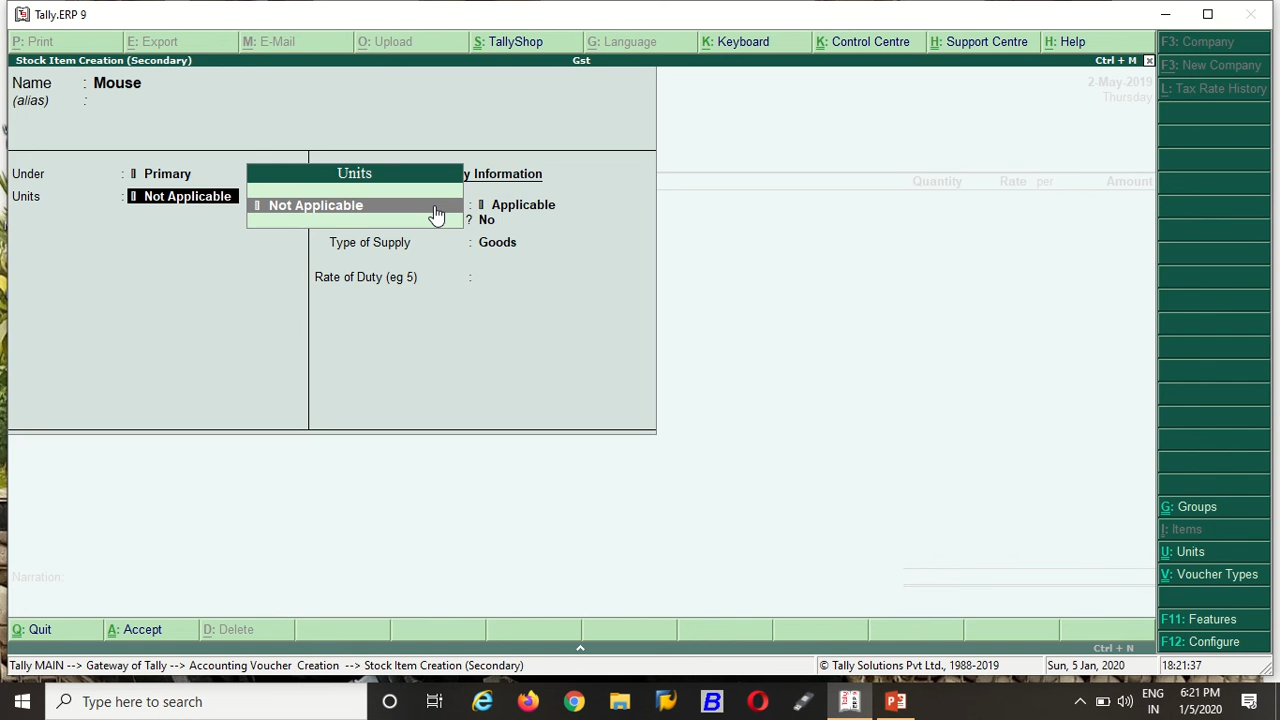 Tally.ERP 9
P: Print E: Export M: E-Mail O: Upload S: TallyShop G: Language K: Keyboard K: Control Centre H: Support Centre H: Help
F3: Company
Stock Item Creation (Secondary) Gst Ctrl + M
F3: New Company
Name : Mouse
2-May-2019
L: Tax Rate History
(alias) :
Thursday
Under : Primary
Units
y Information
Quantity Rate per Amount
Units : Not Applicable
Not Applicable
: Applicable
? No
Type of Supply : Goods
Rate of Duty (eg 5) :
G: Groups
I: Items
U: Units
Narration:
V: Voucher Types
F11: Features
Q: Quit A: Accept D: Delete
F12: Configure
Ctrl + N
Tally MAIN --> Gateway of Tally --> Accounting Voucher Creation --> Stock Item Creation (Secondary) © Tally Solutions Pvt Ltd., 1988-2019 Sun, 5 Jan, 2020 18:21:37
Type here to search
ENG
IN
6:21 PM
1/5/2020